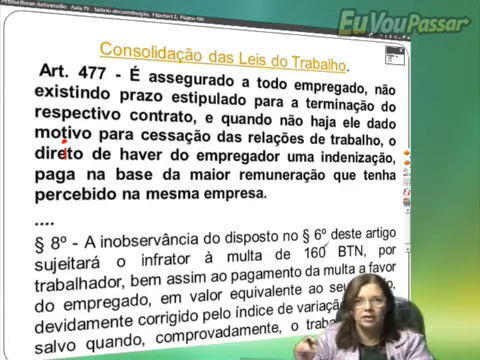 EuVouPassar
Consolidação das Leis do Trabalho.
Art. 477 - É assegurado a todo empregado, não
existindo prazo estipulado para a terminação do
respectivo contrato, e quando não haja ele dado
motivo para cessação das relações de trabalho, o
direto de haver do empregador uma indenização,
paga na base da maior remuneração que tenha
percebido na mesma empresa.
....
§ 8º - A inobservância do disposto no § 6º deste artigo
sujeitará o infrator à multa de 160 BTN, por
trabalhador, bem assim ao pagamento da multa a favor
do empregado, em valor equivalente ao seu
devidamente corrigido pelo índice de variação
salvo quando, comprovadamente, o